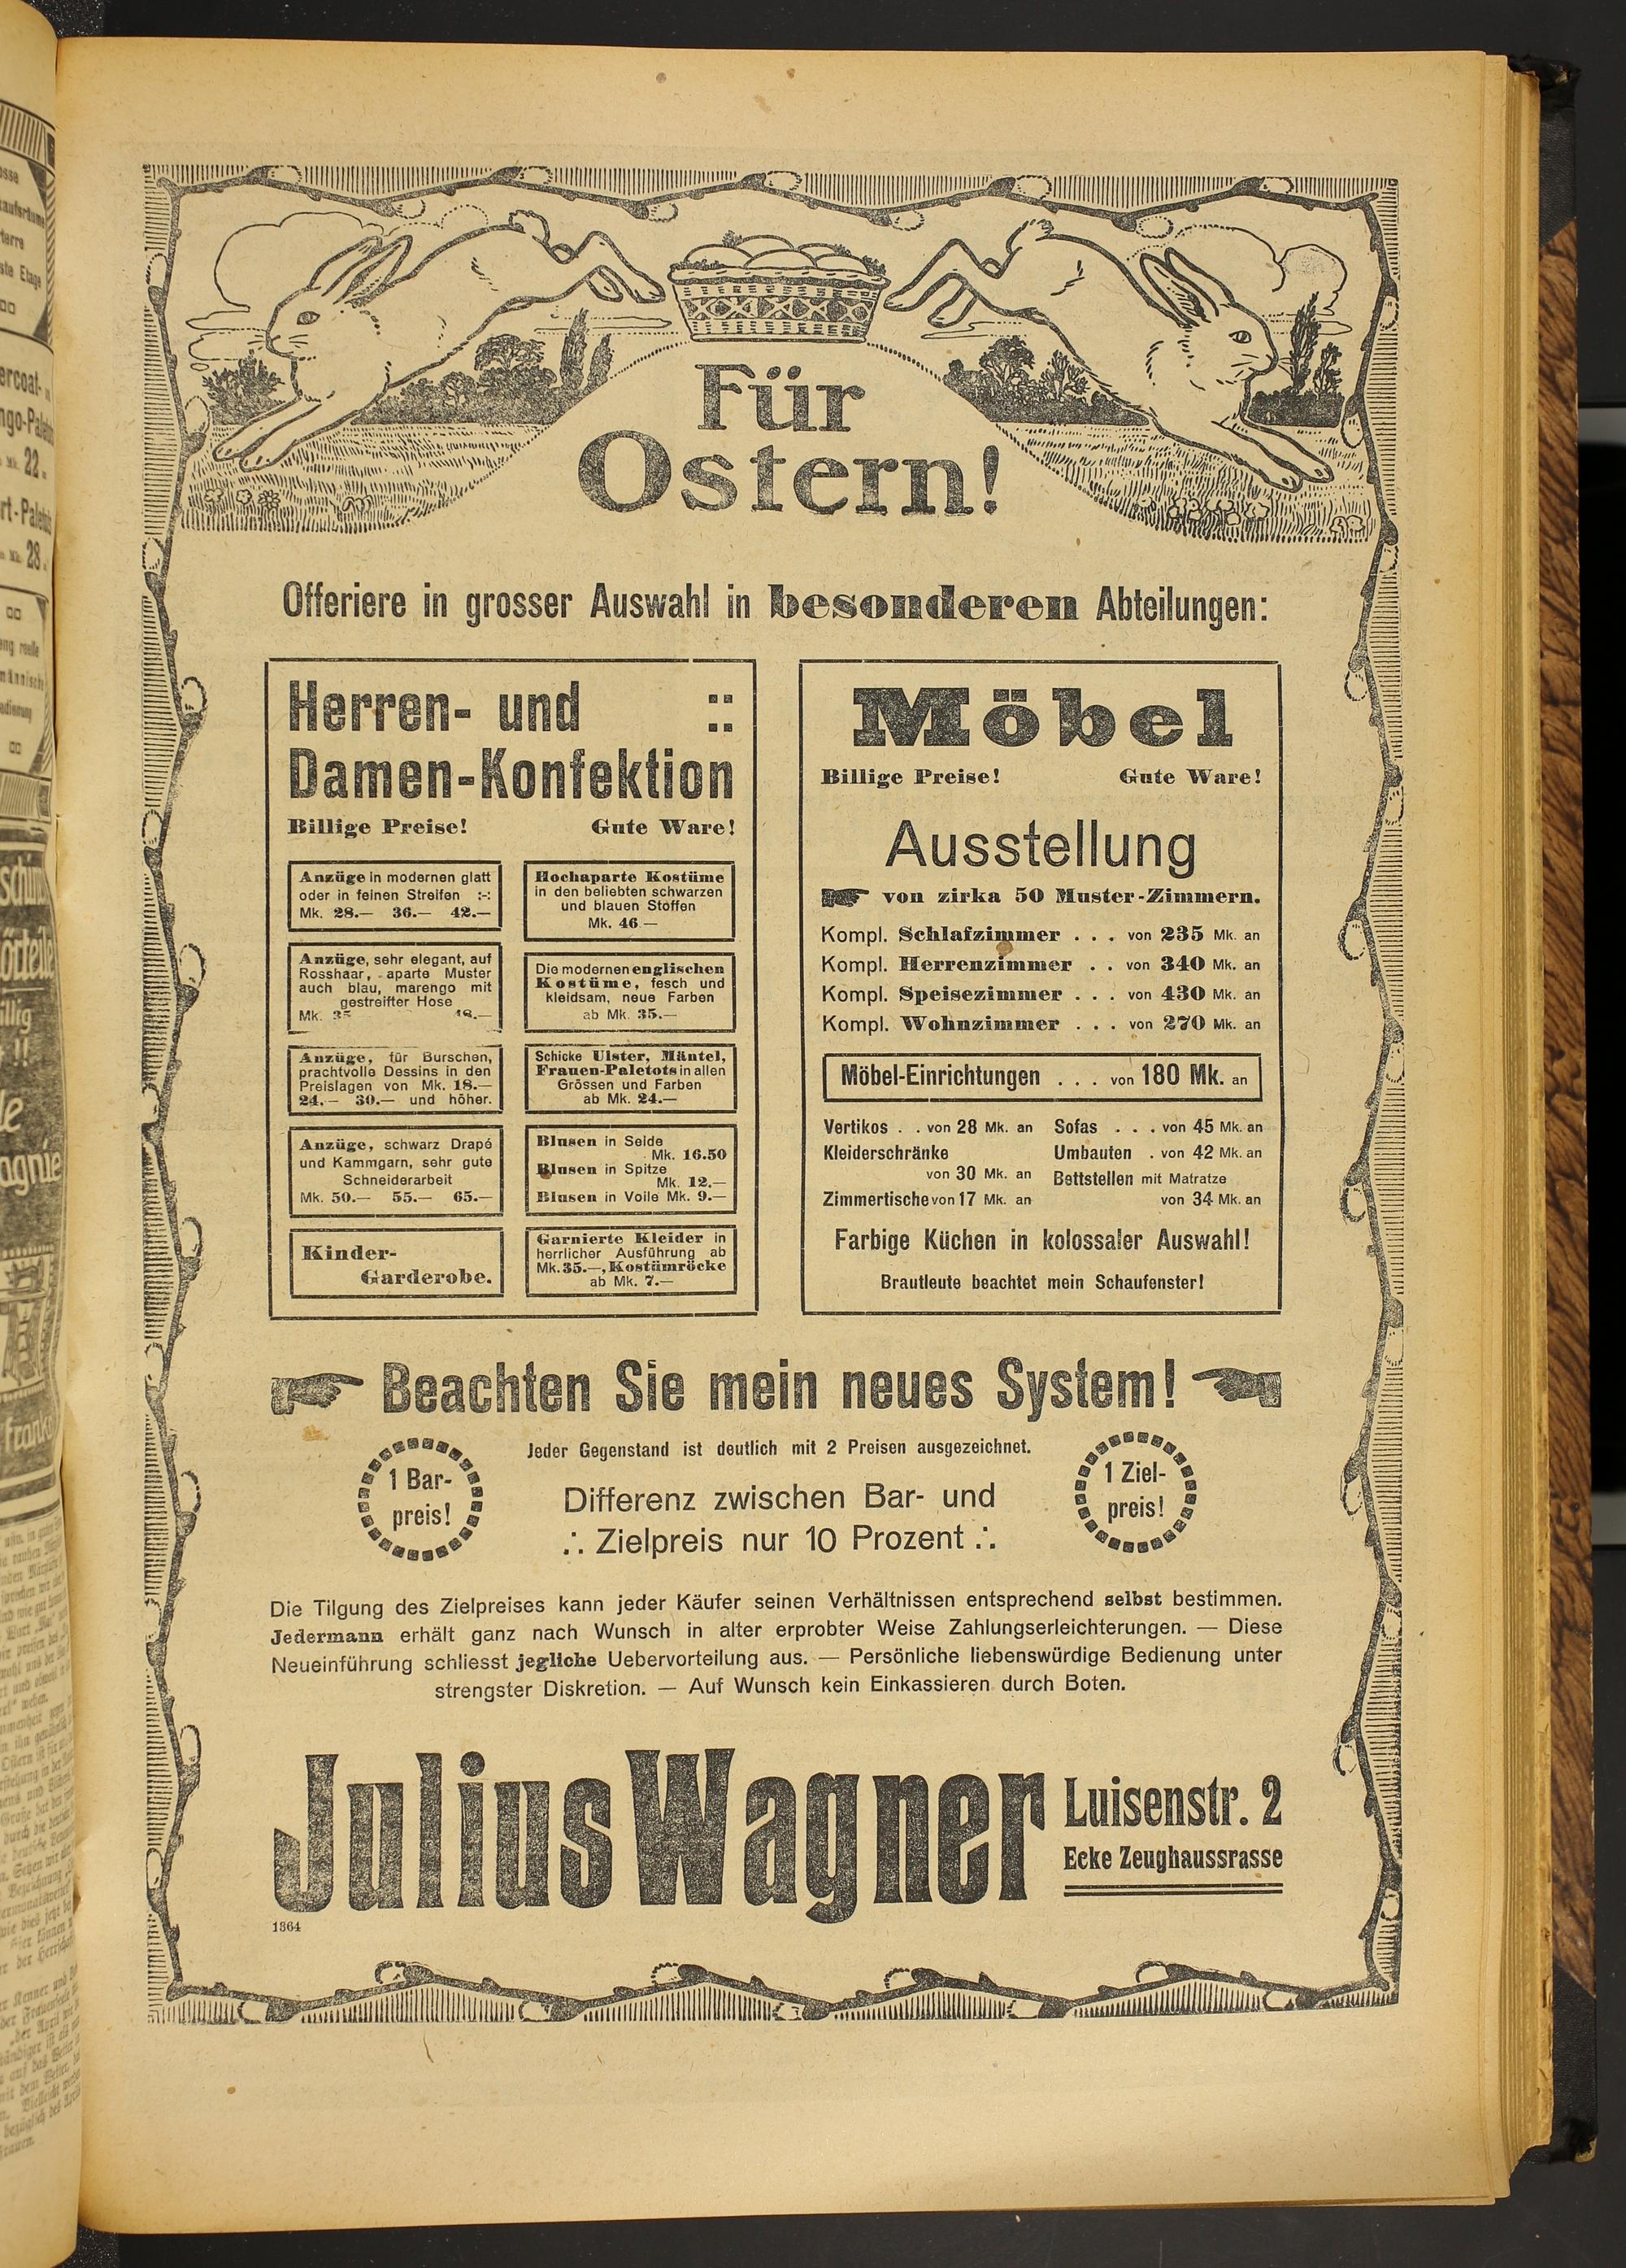 Für
Ostern!
Offeriere in grosser Auswahl in besonderen Abteilungen:
Herren- und ::
Damen-Konfektion
Billige Preise! Gute Ware!
Anzüge in modernen glatt
oder in feinen Streifen :-:
Mk. 28.— 36.— 42.—
Anzüge, sehr elegant, auf
Rosshaar, aparte Muster
auch blau, marengo mit
gestreifter Hose
Mk. 35 48.—
Anzüge, für Burschen,
prachtvolle Dessins in den
Preislagen von Mk. 18.—
24.— 30.— und höher.
Anzüge, schwarz Drapé
und Kammgarn, sehr gute
Schneiderarbeit
Mk. 50.— 55.— 65.—
Kinder-
Garderobe.
Hochaparte Kostüme
in den beliebten schwarzen
und blauen Stoffen
Mk. 46.—
Die modernen englischen
Kostüme, fesch und
kleidsam, neue Farben
ab Mk. 35.—
Schicke Ulster, Mäntel,
Frauen-Paletots in allen
Grössen und Farben
ab Mk. 24.—
Blusen in Seide
Mk. 16.50
Blusen in Spitze
Mk. 12.—
Blusen in Voile Mk. 9.—
Garnierte Kleider in
herrlicher Ausführung ab
Mk. 35.—, Kostümröcke
ab Mk. 7.—
Möbel
Billige Preise! Gute Ware!
Ausstellung
von zirka 50 Muster-Zimmern.
Kompl. Schlafzimmer . . . von 235 Mk. an
Kompl. Herrenzimmer . . von 340 Mk. an
Kompl. Speisezimmer . . . von 430 Mk. an
Kompl. Wohnzimmer . . . von 270 Mk. an
Möbel-Einrichtungen . . . von 180 Mk. an
Vertikos . . von 28 Mk. an
Kleiderschränke
von 30 Mk. an
Zimmertische von 17 Mk. an
Sofas . . . von 45 Mk. an
Umbauten . von 42 Mk. an
Bettstellen mit Matratze
von 34 Mk. an
Farbige Küchen in kolossaler Auswahl!
Brautleute beachtet mein Schaufenster!
Beachten Sie mein neues System!
1 Bar-
preis!
Jeder Gegenstand ist deutlich mit 2 Preisen ausgezeichnet.
Differenz zwischen Bar- und
∴ Zielpreis nur 10 Prozent ∴
1 Ziel-
preis!
Die Tilgung des Zielpreises kann jeder Käufer seinen Verhältnissen entsprechend selbst bestimmen.
Jedermann erhält ganz nach Wunsch in alter erprobter Weise Zahlungserleichterungen. — Diese
Neueinführung schliesst jegliche Uebervorteilung aus. — Persönliche liebenswürdige Bedienung unter
strengster Diskretion. — Auf Wunsch kein Einkassieren durch Boten.
Julius Wagner
Luisenstr. 2
Ecke Zeughaussrasse
1364